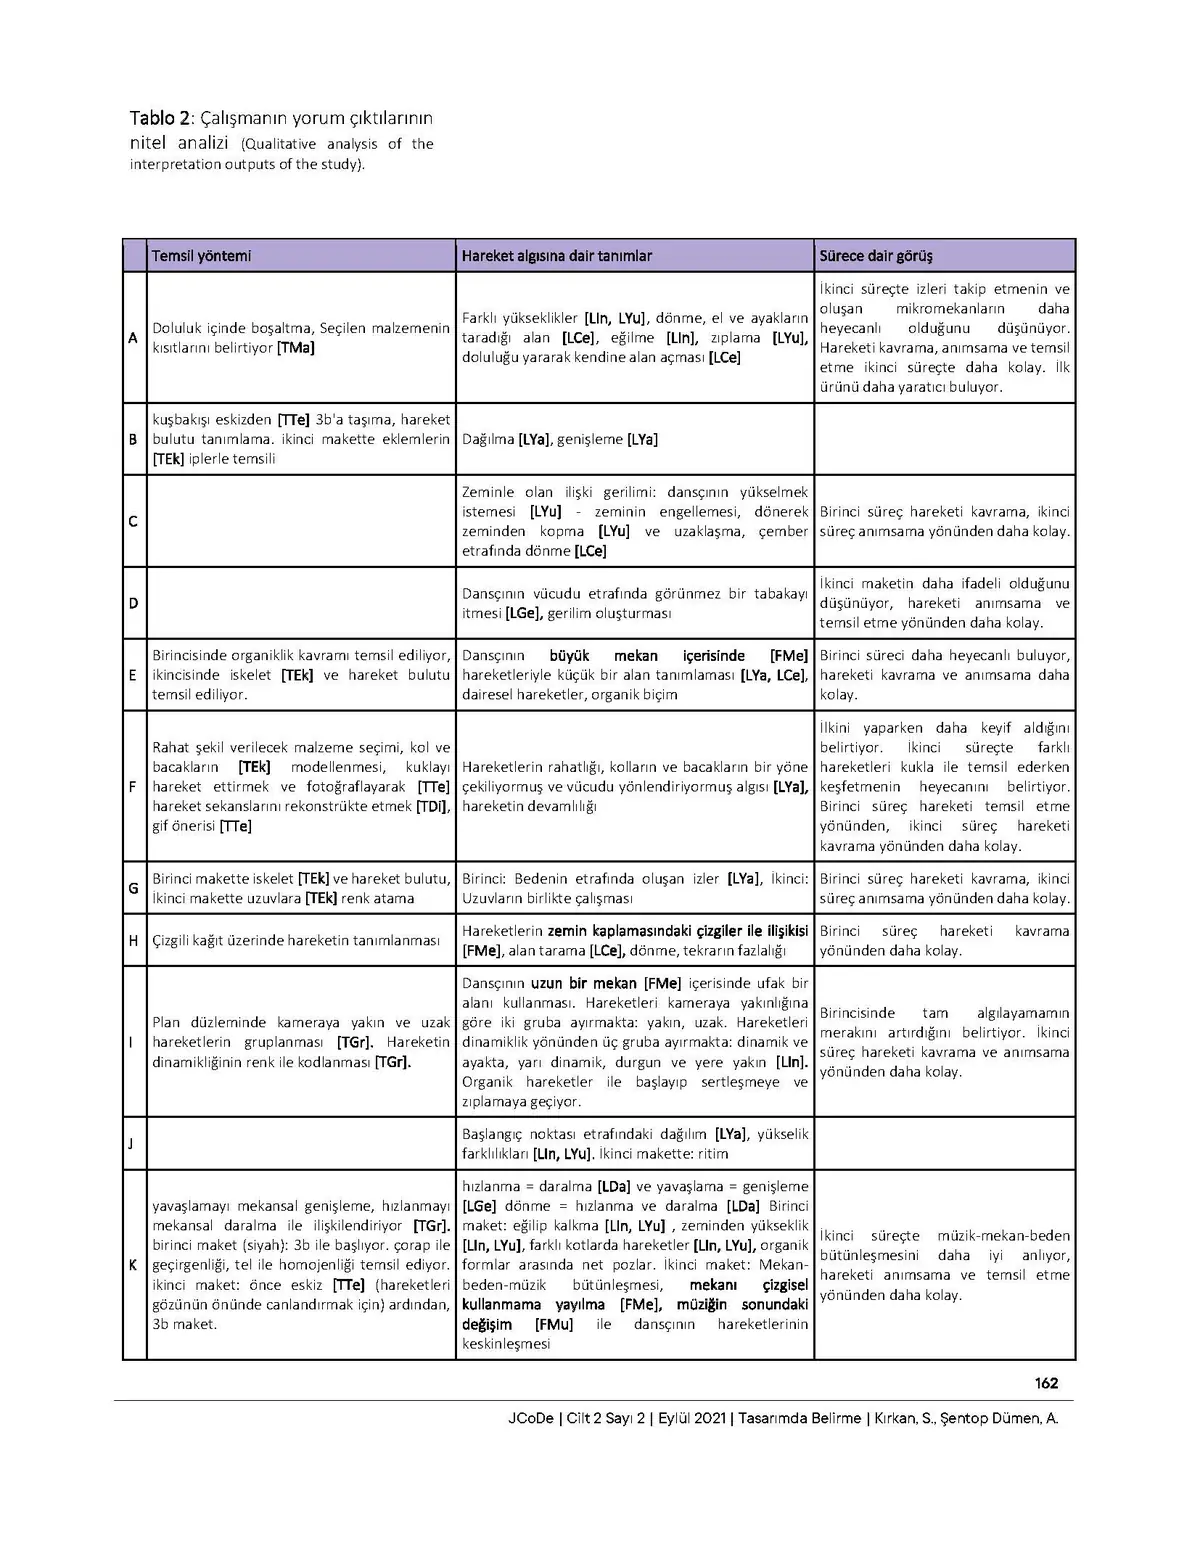 Tablo 2: Çalışmanın yorum çıktılarının
nitel analizi (Qualitative analysis of the
interpretation outputs of the study).
Temsil yöntemi
Hareket algısına dair tanımlar
Sürece dair görüş
A
Doluluk içinde boşaltma, Seçilen malzemenin
kısıtlarını belirtiyor [TMa]
Farklı yükseklikler [LIn, LYu], dönme, el ve ayakların
taradığı alan [LCe], eğilme [LIn], zıplama [LYu],
doluluğu yararak kendine alan açması [LCe]
İkinci süreçte izleri takip etmenin ve
oluşan mikromekanların daha
heyecanlı olduğunu düşünüyor.
Hareketi kavrama, anımsama ve temsil
etme ikinci süreçte daha kolay. İlk
ürünü daha yaratıcı buluyor.
B
kuşbakışı eskizden [TTe] 3b'a taşıma, hareket
bulutu tanımlama. ikinci makette eklemlerin
[TEk] iplerle temsili
Dağılma [LYa], genişleme [LYa]
C
Zeminle olan ilişki gerilimi: dansçının yükselmek
istemesi [LYu] - zeminin engellemesi, dönerek
zeminden kopma [LYu] ve uzaklaşma, çember
etrafında dönme [LCe]
Birinci süreç hareketi kavrama, ikinci
süreç anımsama yönünden daha kolay.
D
Dansçının vücudu etrafında görünmez bir tabakayı
itmesi [LGe], gerilim oluşturması
İkinci maketin daha ifadeli olduğunu
düşünüyor, hareketi anımsama ve
temsil etme yönünden daha kolay.
E
Birincisinde organiklik kavramı temsil ediliyor,
ikincisinde iskelet [TEk] ve hareket bulutu
temsil ediliyor.
Dansçının büyük mekan içerisinde [FMe]
hareketleriyle küçük bir alan tanımlaması [LYa, LCe],
dairesel hareketler, organik biçim
Birinci süreci daha heyecanlı buluyor,
hareketi kavrama ve anımsama daha
kolay.
F
Rahat şekil verilecek malzeme seçimi, kol ve
bacakların [TEk] modellenmesi, kuklayı
hareket ettirmek ve fotoğraflayarak [TTe]
hareket sekanslarını rekonstrükte etmek [TDi],
gif önerisi [TTe]
Hareketlerin rahatlığı, kolların ve bacakların bir yöne
çekiliyormuş ve vücudu yönlendiriyormuş algısı [LYa],
hareketin devamlılığı
İlkini yaparken daha keyif aldığını
belirtiyor. İkinci süreçte farklı
hareketleri kukla ile temsil ederken
keşfetmenin heyecanını belirtiyor.
Birinci süreç hareketi temsil etme
yönünden, ikinci süreç hareketi
kavrama yönünden daha kolay.
G
Birinci makette iskelet [TEk] ve hareket bulutu,
İkinci makette uzuvlara [TEk] renk atama
Birinci: Bedenin etrafında oluşan izler [LYa], İkinci:
Uzuvların birlikte çalışması
Birinci süreç hareketi kavrama, ikinci
süreç anımsama yönünden daha kolay.
H
Çizgili kağıt üzerinde hareketin tanımlanması
Hareketlerin zemin kaplamasındaki çizgiler ile ilişikisi
[FMe], alan tarama [LCe], dönme, tekrarın fazlalığı
Birinci süreç hareketi kavrama
yönünden daha kolay.
I
Plan düzleminde kameraya yakın ve uzak
hareketlerin gruplanması [TGr]. Hareketin
dinamikliğinin renk ile kodlanması [TGr].
Dansçının uzun bir mekan [FMe] içerisinde ufak bir
alanı kullanması. Hareketleri kameraya yakınlığına
göre iki gruba ayırmakta: yakın, uzak. Hareketleri
dinamiklik yönünden üç gruba ayırmakta: dinamik ve
ayakta, yarı dinamik, durgun ve yere yakın [LIn].
Organik hareketler ile başlayıp sertleşmeye ve
zıplamaya geçiyor.
Birincisinde tam algılayamamın
merakını artırdığını belirtiyor. İkinci
süreç hareketi kavrama ve anımsama
yönünden daha kolay.
J
Başlangıç noktası etrafındaki dağılım [LYa], yükselik
farklılıkları [LIn, LYu]. İkinci makette: ritim
K
yavaşlamayı mekansal genişleme, hızlanmayı
mekansal daralma ile ilişkilendiriyor [TGr].
birinci maket (siyah): 3b ile başlıyor. çorap ile
geçirgenliği, tel ile homojenliği temsil ediyor.
ikinci maket: önce eskiz [TTe] (hareketleri
gözünün önünde canlandırmak için) ardından,
3b maket.
hızlanma = daralma [LDa] ve yavaşlama = genişleme
[LGe] dönme = hızlanma ve daralma [LDa] Birinci
maket: eğilip kalkma [LIn, LYu] , zeminden yükseklik
[LIn, LYu], farklı kotlarda hareketler [LIn, LYu], organik
formlar arasında net pozlar. İkinci maket: Mekan-
beden-müzik bütünleşmesi, mekanı çizgisel
kullanmama yayılma [FMe], müziğin sonundaki
değişim [FMu] ile dansçının hareketlerinin
keskinleşmesi
İkinci süreçte müzik-mekan-beden
bütünleşmesini daha iyi anlıyor,
hareketi anımsama ve temsil etme
yönünden daha kolay.
162
JCoDe | Cilt 2 Sayı 2 | Eylül 2021 | Tasarımda Belirme | Kırkan, S., Şentop Dümen, A.